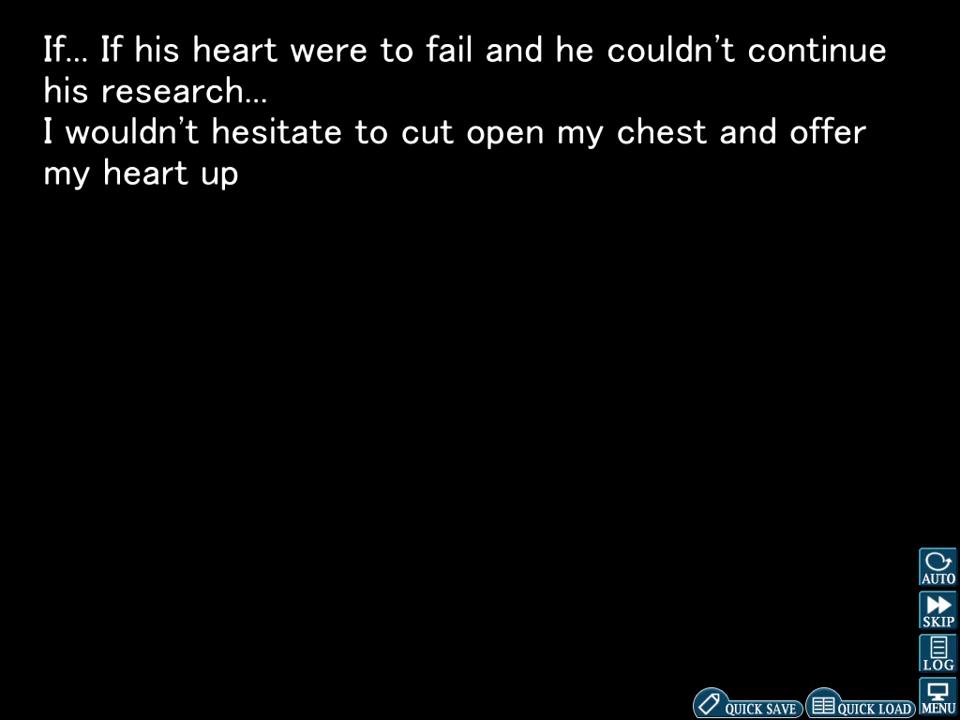 If... If his heart were to fail and he couldn't continue
his research...
I wouldn't hesitate to cut open my chest and offer
my heart up
AUTO
SKIP
LOG
QUICK SAVE
QUICK LOAD
MENU